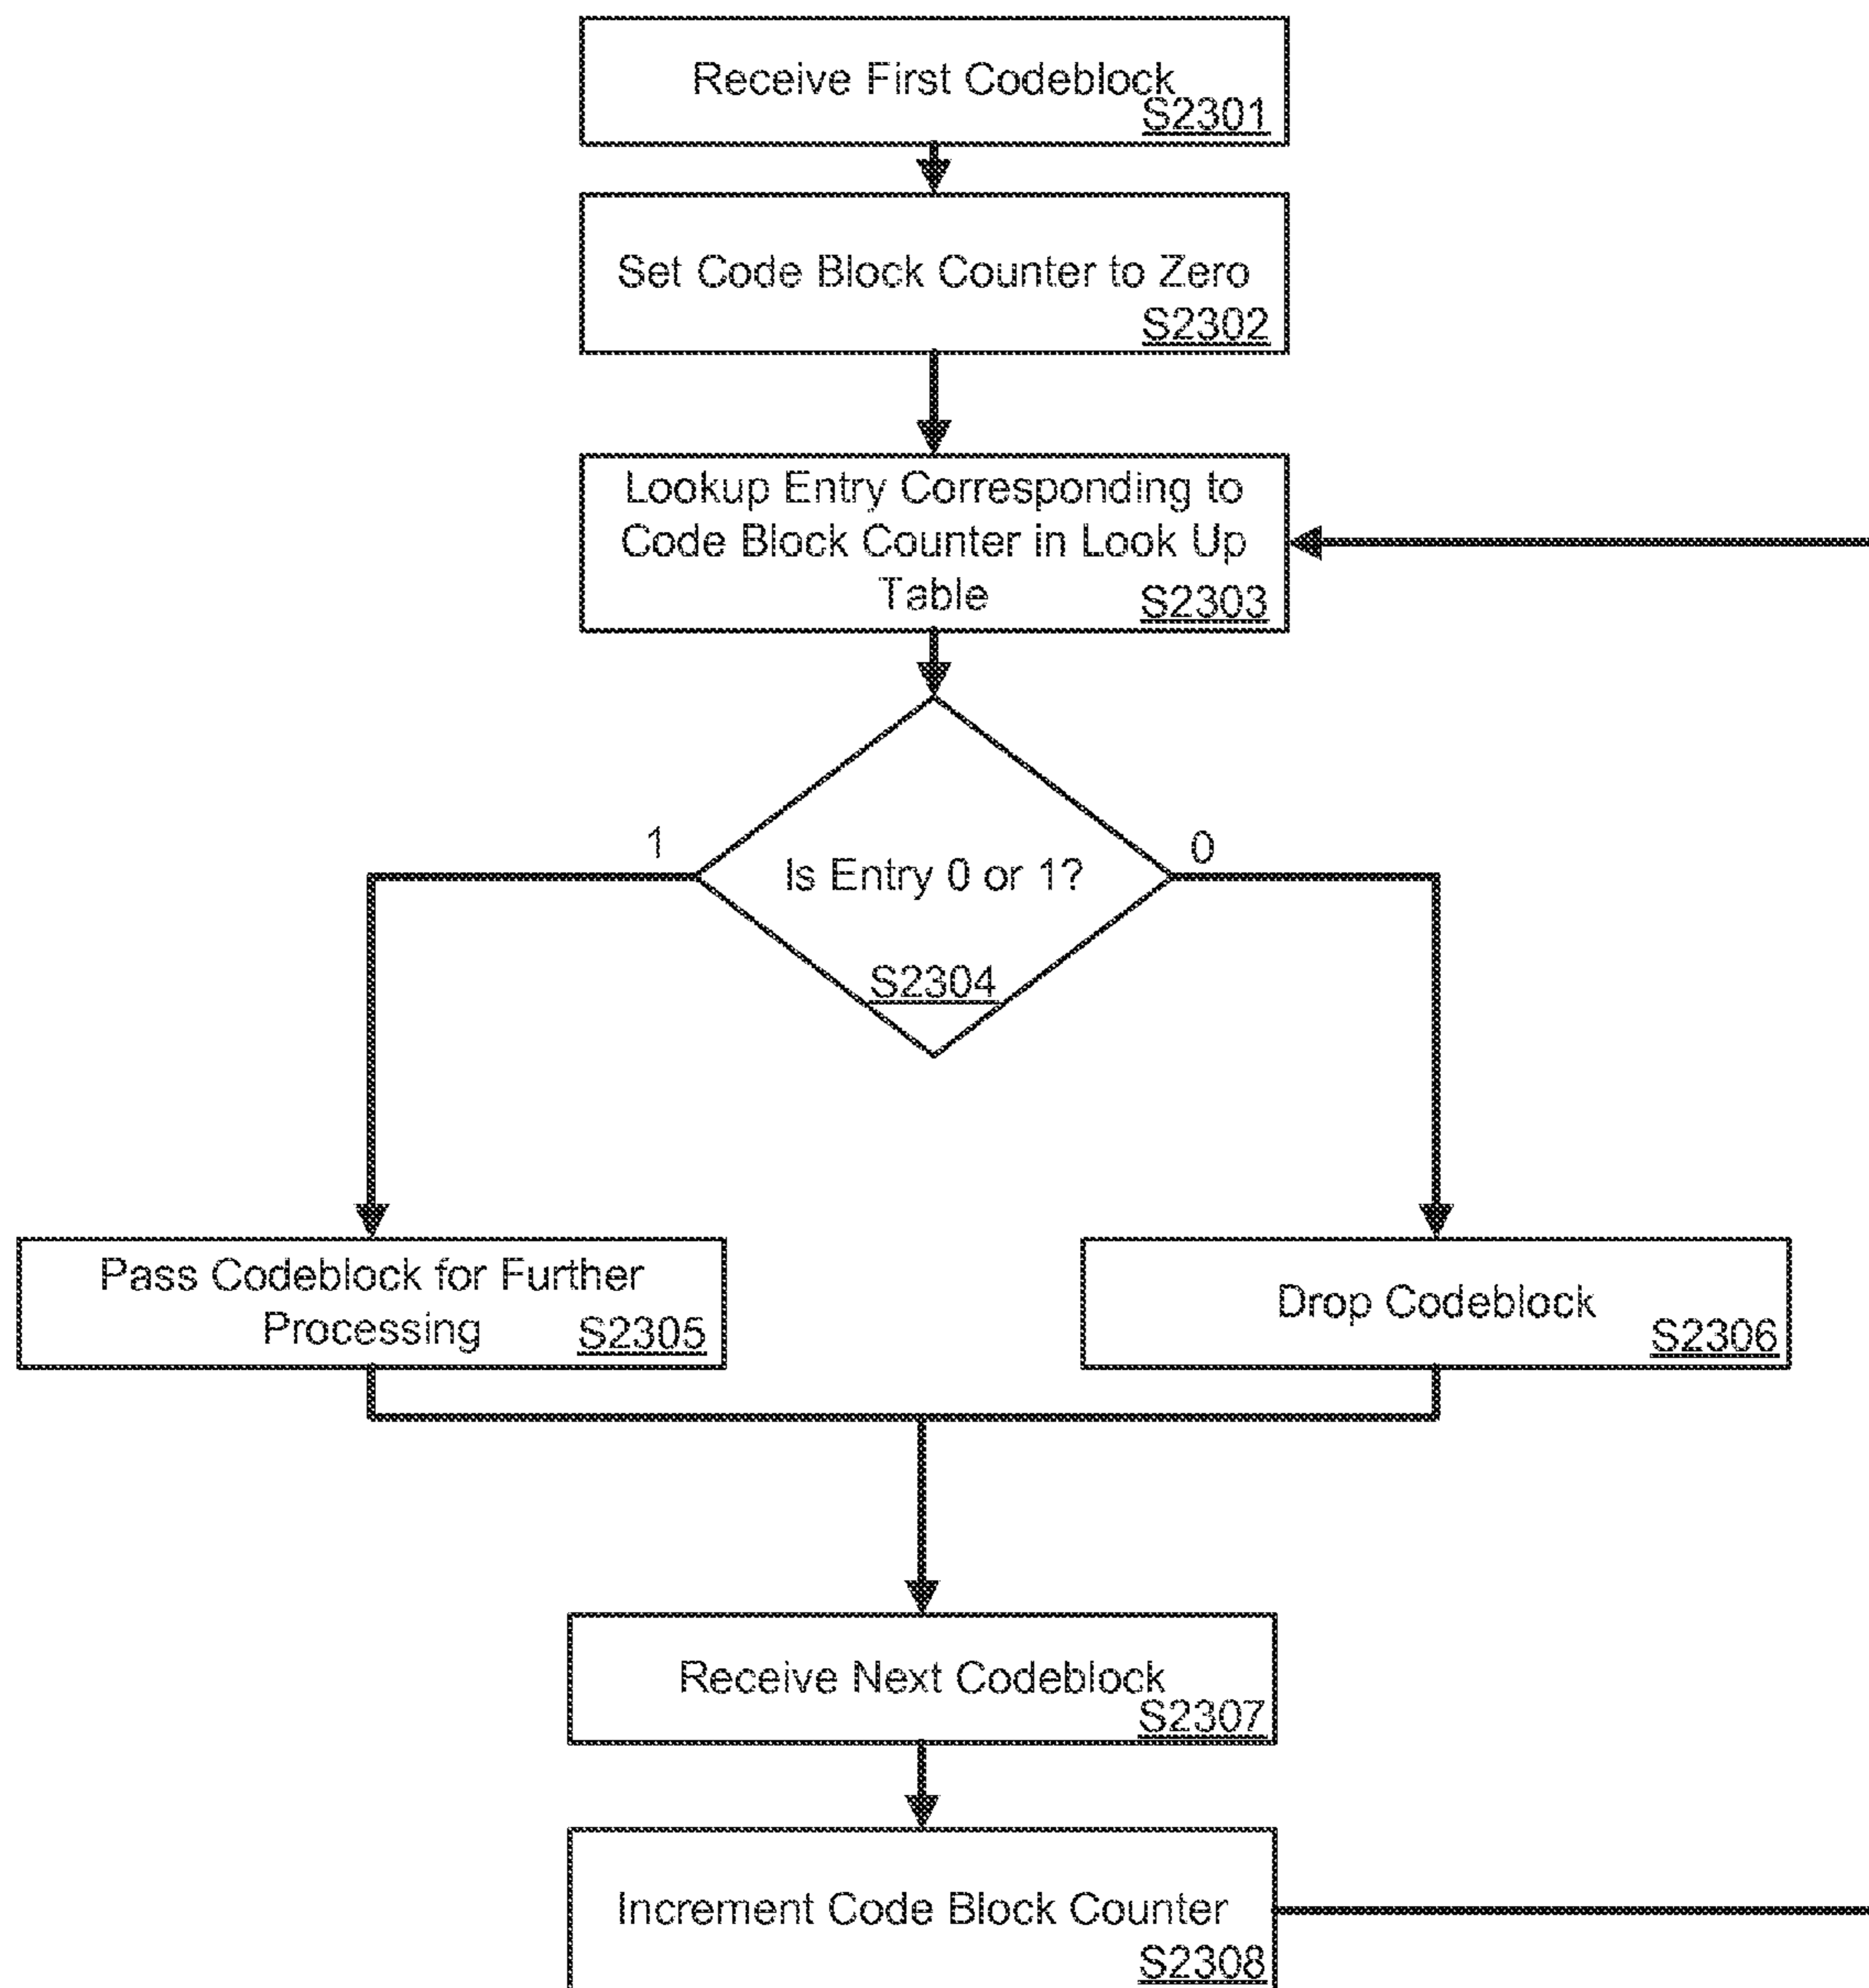 Receive First Codeblock
S2301
Set Code Block Counter to Zero
S2302
Lookup Entry Corresponding to
Code Block Counter in Look Up
Table
S2303
1
0
Is Entry 0 or 1?
S2304
Pass Codeblock for Further
Processing
S2305
Drop Codeblock
S2306
Receive Next Codeblock
S2307
Increment Code Block Counter
S2308